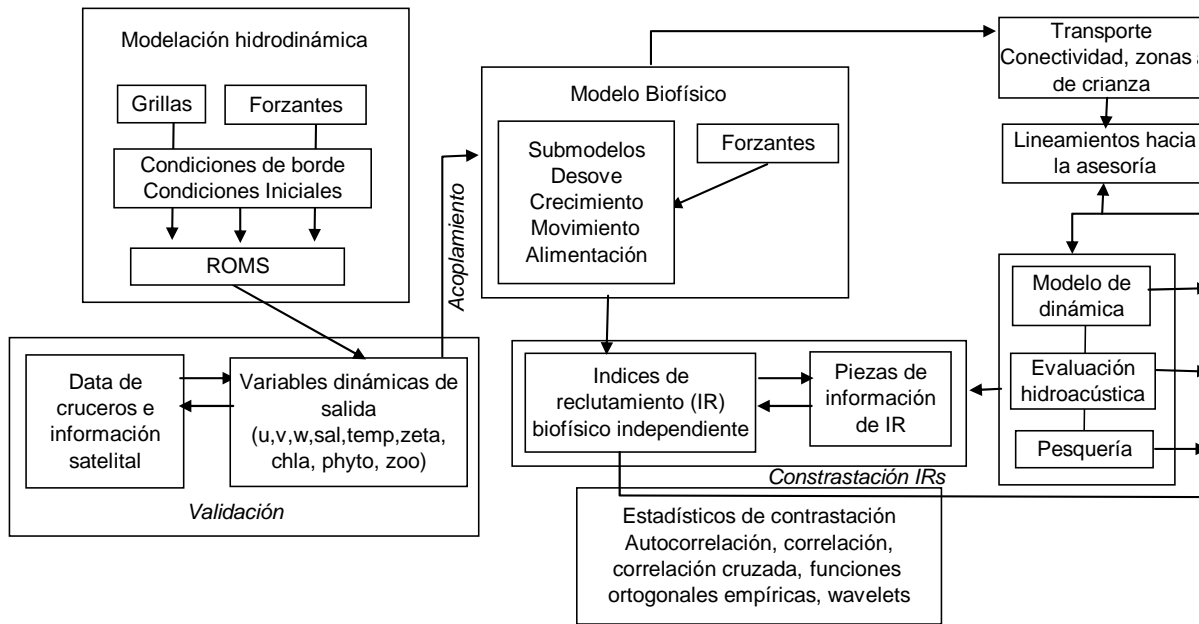 Modelación hidrodinámica
Grillas
Forzantes
Condiciones de borde
Condiciones Iniciales
ROMS
Acoplamiento
Modelo Biofísico
Submodelos
Desove
Crecimiento
Movimiento
Alimentación
Forzantes
Transporte
Conectividad, zonas
de crianza
Lineamientos hacia
la asesoría
Modelo de
dinámica
Evaluación
hidroacústica
Pesquería
Data de
cruceros e
información
satelital
Variables dinámicas de
salida
(u,v,w,sal,temp,zeta,
chla, phyto, zoo)
Validación
Indices de
reclutamiento (IR)
biofísico independiente
Piezas de
información
de IR
Constrastación IRs
Estadísticos de contrastación
Autocorrelación, correlación,
correlación cruzada, funciones
ortogonales empíricas, wavelets